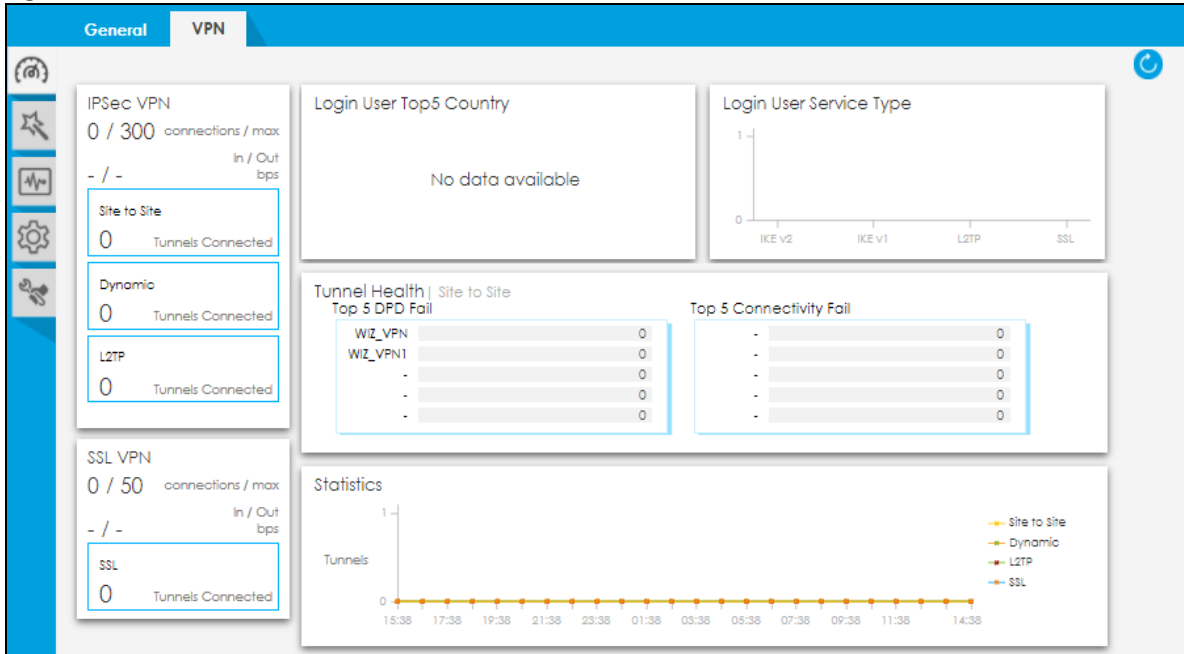 General VPN
IPSec VPN
0 / 300 connections / max
In / Out
- / - bps
Site to Site
0 Tunnels Connected
Dynamic
0 Tunnels Connected
L2TP
0 Tunnels Connected
SSL VPN
0 / 50 connections / max
In / Out
- / - bps
SSL
0 Tunnels Connected
Login User Top5 Country
No data available
Login User Service Type
1
0
IKE v2 IKE v1 L2TP SSL
Tunnel Health | Site to Site
Top 5 DPD Fail
WIZ_VPN 0
WIZ_VPN1 0
- 0
- 0
- 0
Top 5 Connectivity Fail
- 0
- 0
- 0
- 0
- 0
Statistics
1
Tunnels
0
15:38 17:38 19:38 21:38 23:38 01:38 03:38 05:38 07:38 09:38 11:38 14:38
Site to Site
Dynamic
L2TP
SSL